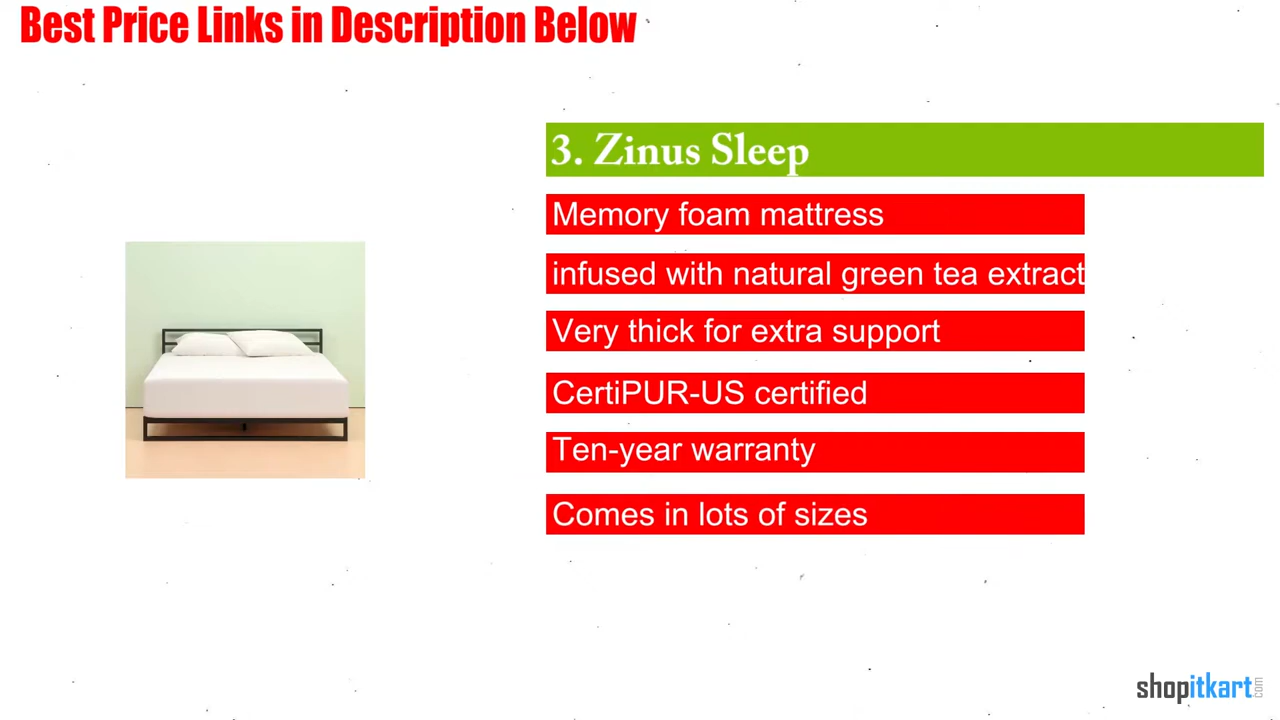 Best Price Links in Description Below
3. Zinus Sleep
Memory foam mattress
infused with natural green tea extract
Very thick for extra support
CertiPUR-US certified
Ten-year warranty
Comes in lots of sizes
shopitkart.com